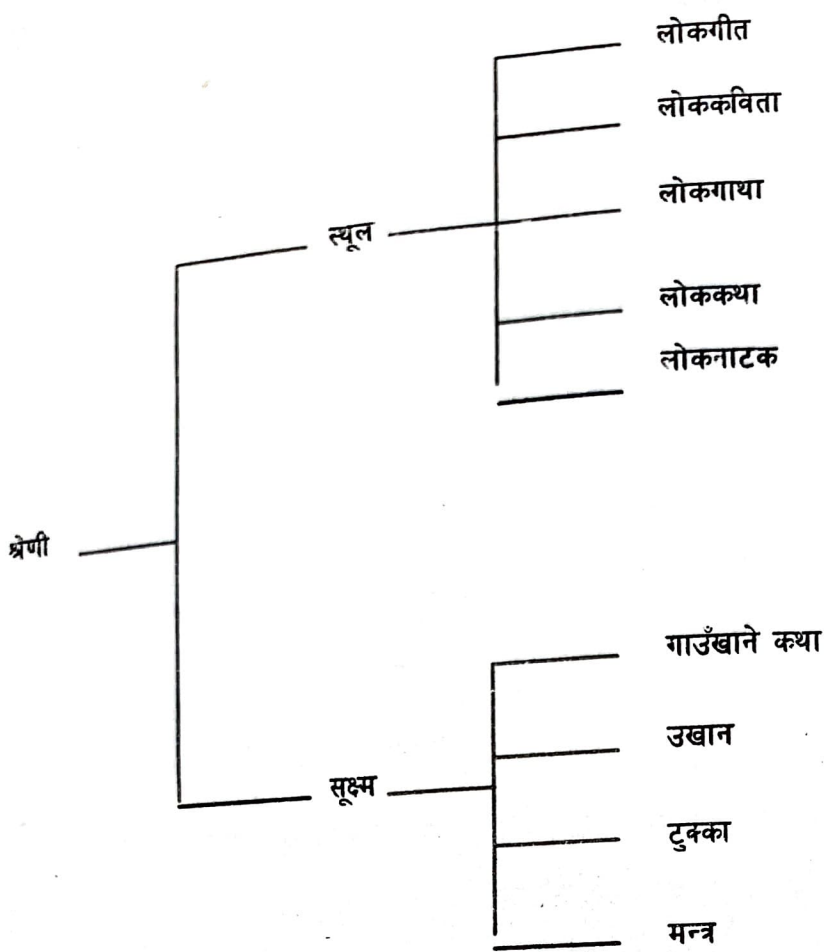 लोकगीत
लोककविता
लोकगाथा
स्थूल
लोककथा
लोकनाटक
श्रेणी
गाउँखाने कथा
उखान
सूक्ष्म
टुक्का
मन्त्र